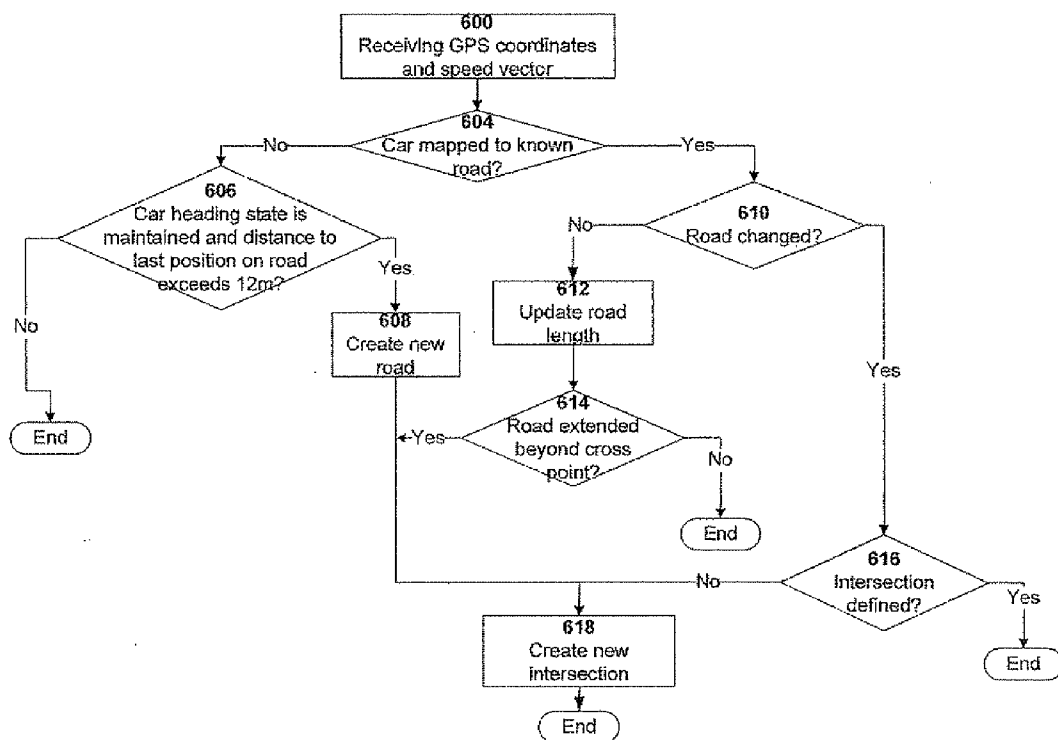 600
Receiving GPS coordinates
and speed vector
604
Car mapped to known
road?
No
Yes
606
Car heading state is
maintained and distance to
last position on road
exceeds 12m?
610
Road changed?
No
Yes
No
612
Update road
length
608
Create new
road
Yes
614
Road extended
beyond cross
point?
Yes
No
End
End
616
Intersection
defined?
No
Yes
618
Create new
intersection
End
End